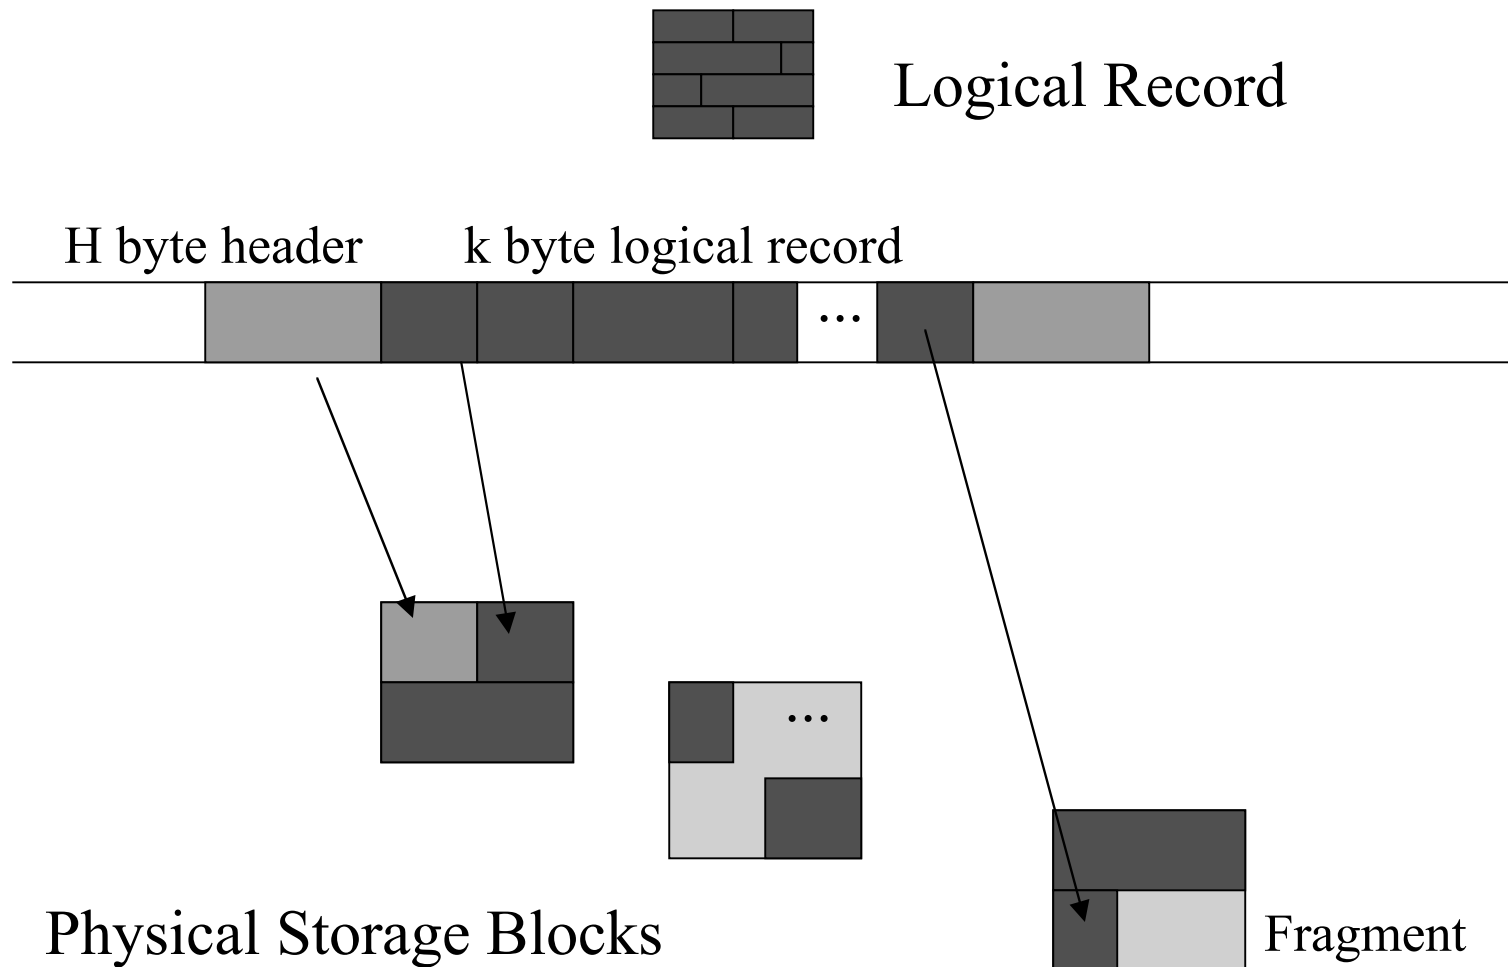 Logical Record
H byte header
k byte logical record
...
...
Physical Storage Blocks
Fragment